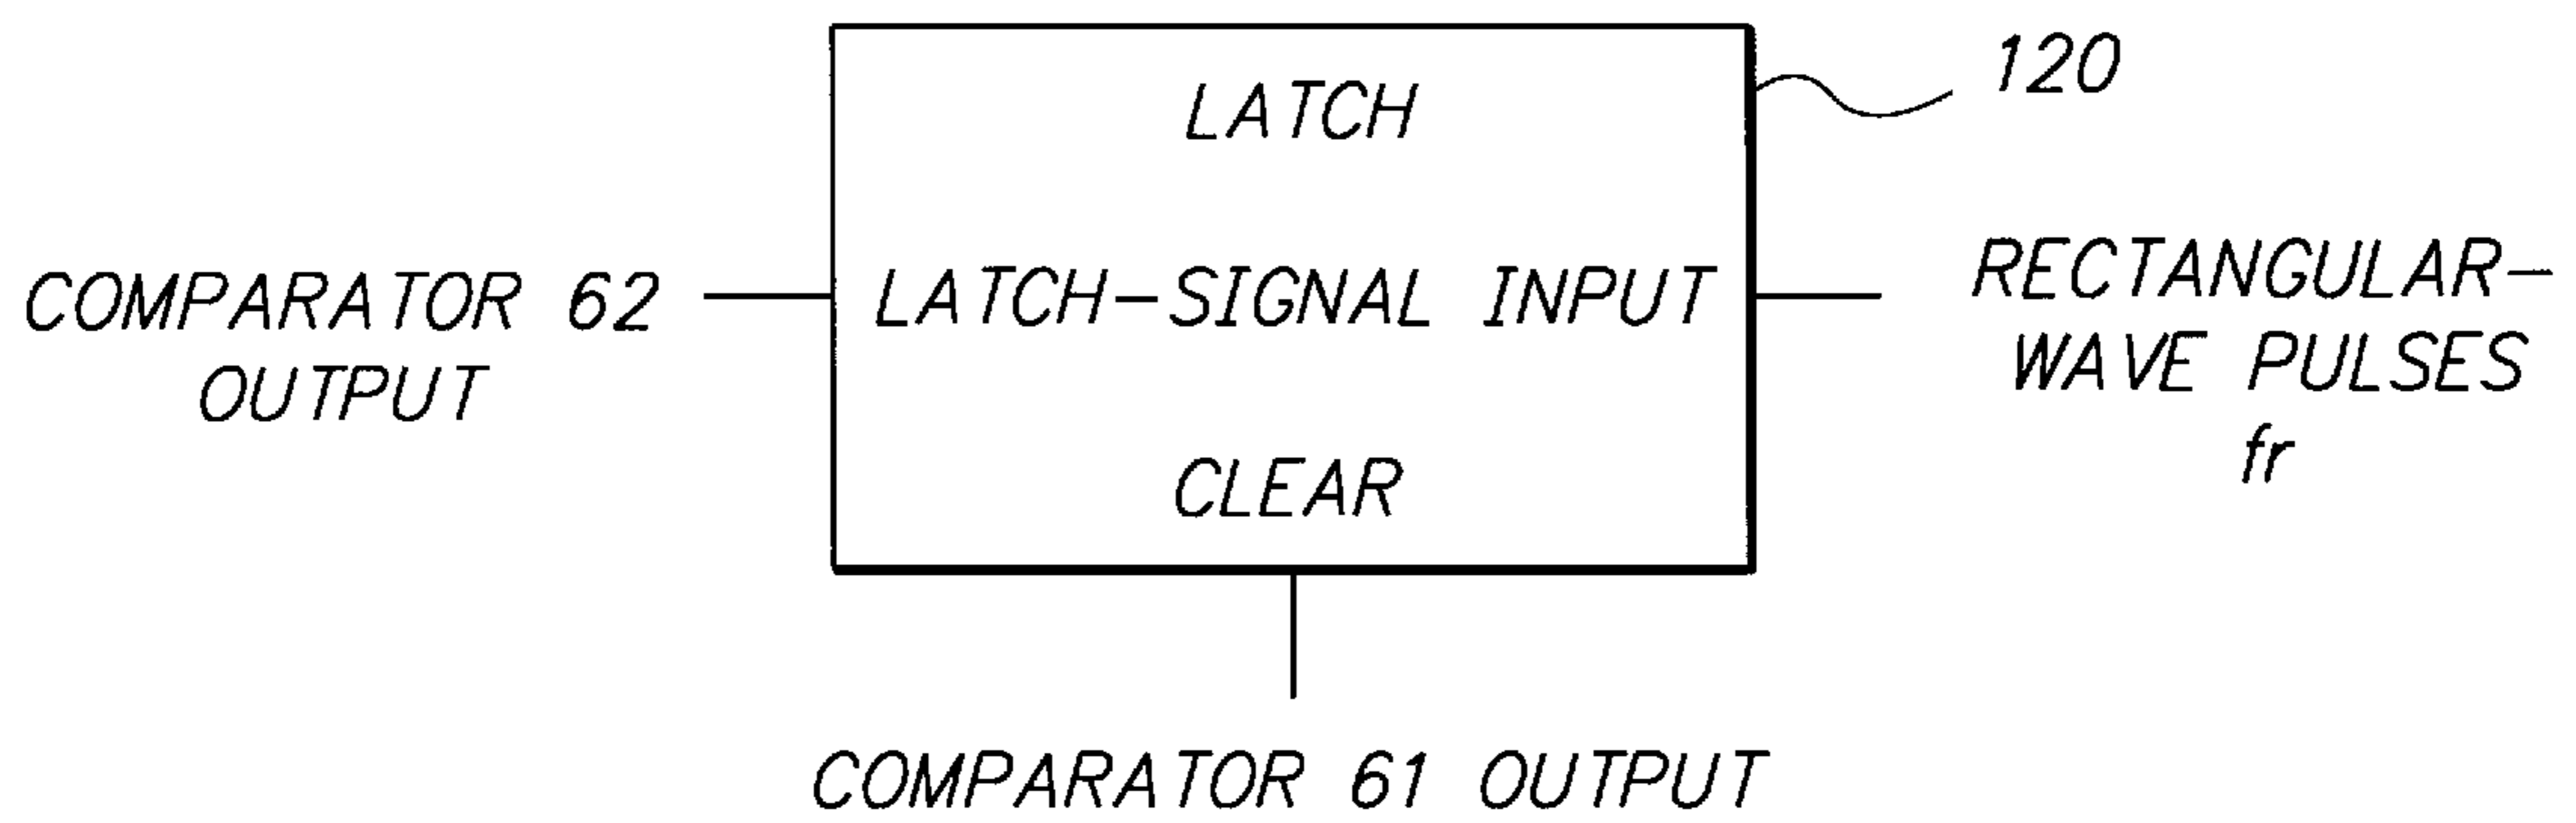 120
LATCH
COMPARATOR 62
OUTPUT
LATCH-SIGNAL INPUT
RECTANGULAR-
WAVE PULSES
fr
CLEAR
COMPARATOR 61 OUTPUT